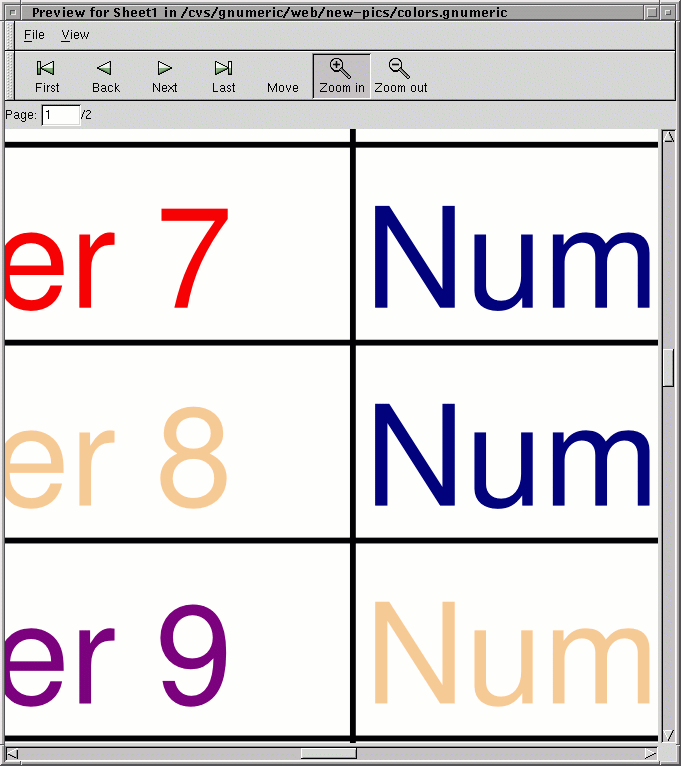 Preview for Sheet1 in /cvs/gnumeric/web/new-pics/colors.gnumeric
File View
First Back Next Last Move Zoom in Zoom out
Page: 1 /2
er 7 Num
er 8 Num
er 9 Num